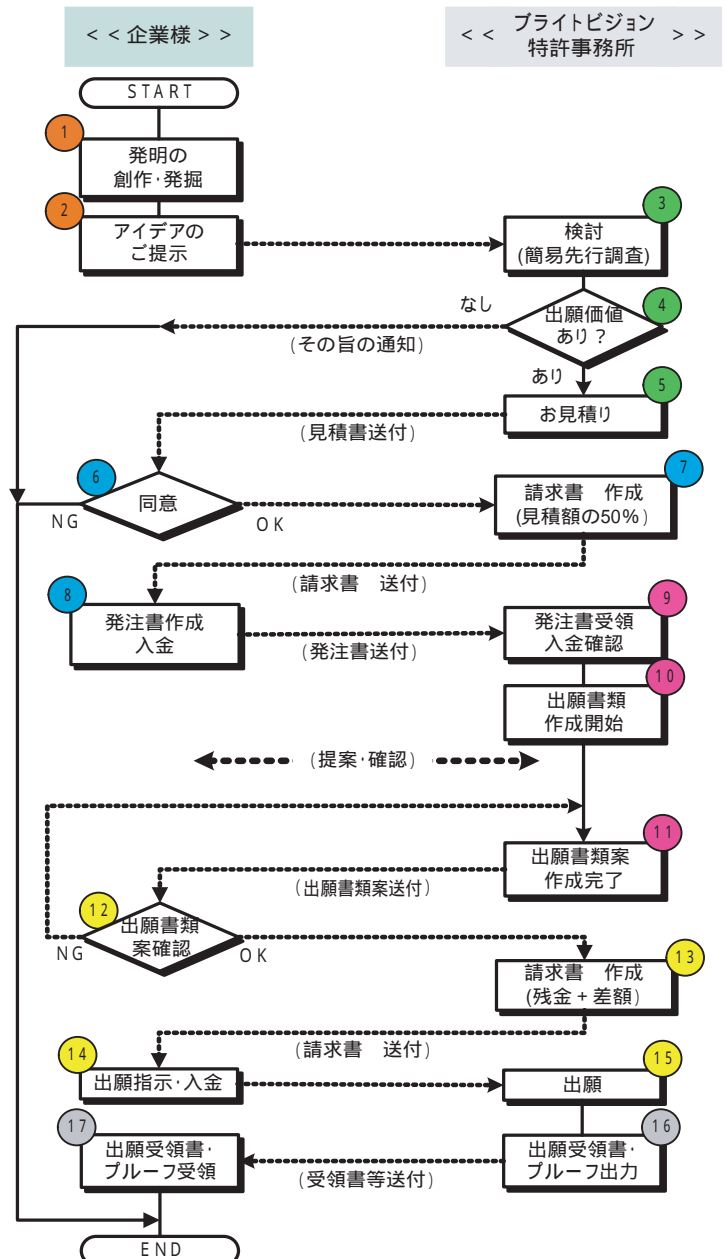 <<企業様>>
<< ブライトビジョン 特許事務所 >>
START
1
発明の
創作･発掘
2
アイデアの
ご提示
3
検討
(簡易先行調査)
4
なし
出願価値
あり？
(その旨の通知)
あり
5
お見積り
(見積書送付)
6
同意
NG
OK
7
請求書　作成
(見積額の50%)
(請求書　送付)
8
発注書作成
入金
(発注書送付)
9
発注書受領
入金確認
10
出願書類
作成開始
(提案･確認)
11
出願書類案
作成完了
(出願書類案送付)
12
出願書類
案確認
NG
OK
13
請求書　作成
(残金+差額)
(請求書　送付)
14
出願指示･入金
15
出願
16
出願受領書･
プルーフ出力
17
出願受領書･
プルーフ受領
(受領書等送付)
END